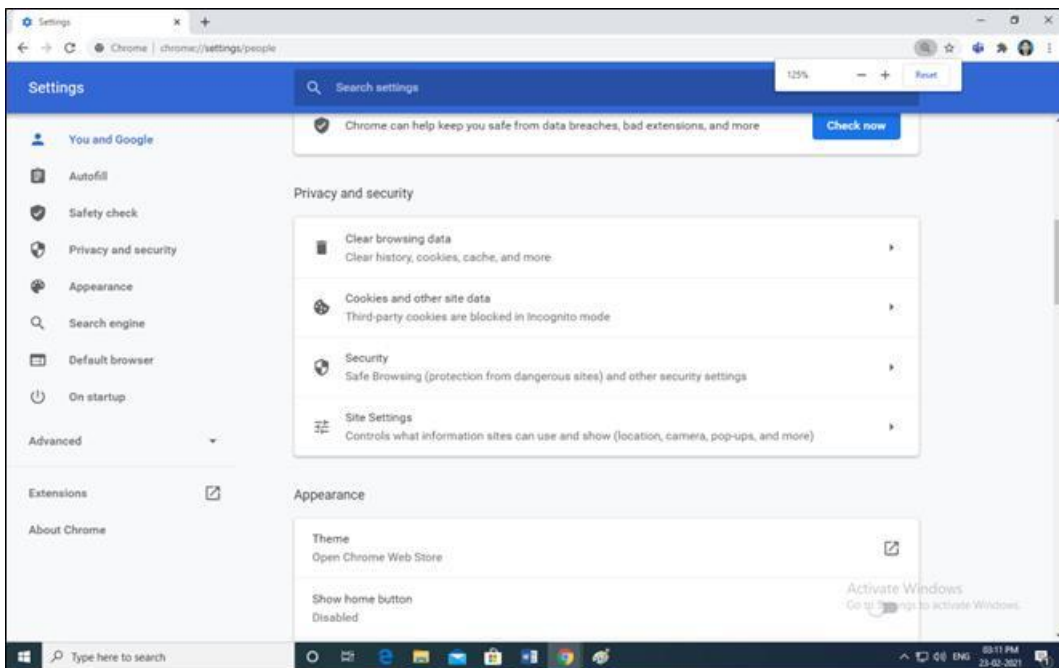 Settings
Chrome | chrome://settings/people
125%
Reset
Settings
Search settings
You and Google
Autofill
Safety check
Privacy and security
Appearance
Search engine
Default browser
On startup
Advanced
Extensions
About Chrome
Chrome can help keep you safe from data breaches, bad extensions, and more
Check now
Privacy and security
Clear browsing data
Clear history, cookies, cache, and more
Cookies and other site data
Third-party cookies are blocked in Incognito mode
Security
Safe Browsing (protection from dangerous sites) and other security settings
Site Settings
Controls what information sites can use and show (location, camera, pop-ups, and more)
Appearance
Theme
Open Chrome Web Store
Show home button
Disabled
Activate Windows
Go to Settings to activate Windows.
Type here to search
ENG
03:11 PM
23-02-2021